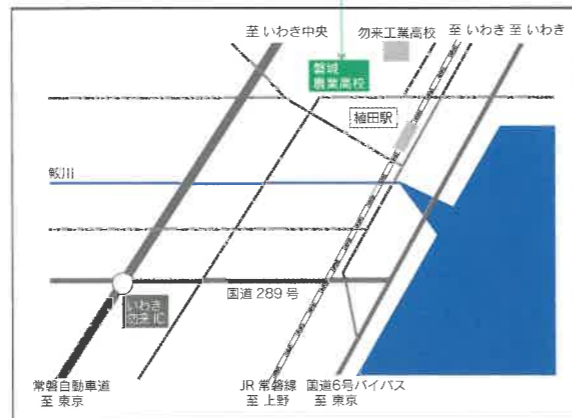 至 いわき中央
勿来工業高校
至 いわき
至 いわき
磐城
農業高校
植田駅
鮫川
国道 289 号
いわき
勿来 IC
常磐自動車道
至 東京
JR 常磐線
至 上野
国道6号バイパス
至 東京